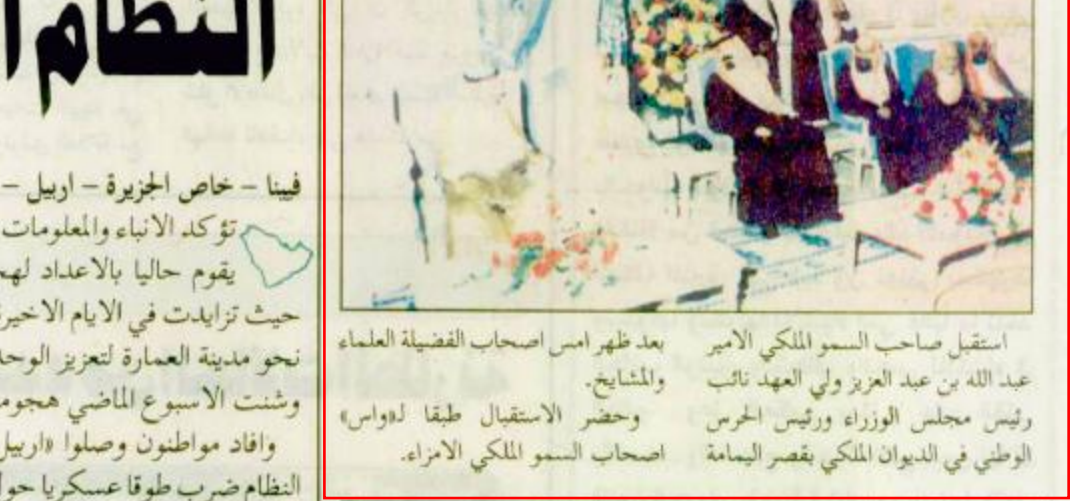 النظام ا
فيينا – خاص الجزيرة – اربيل –
تؤكد الانباء والمعلومات
يقوم حاليا بالاعداد لهج
حيث تزايدت في الايام الاخير
نحو مدينة العمارة لتعزيز الوحد
وشنت الاسبوع الماضي هجوم
وافاد مواطنون وصلوا «اربيل
النظام ضرب طوقا عسكريا حول
استقبل صاحب السمو الملكي الامير
عبد الله بن عبد العزيز ولي العهد نائب
رئيس مجلس الوزراء ورئيس الحرس
الوطني في الديوان الملكي بقصر اليمامة
بعد ظهر امس اصحاب الفضيلة العلماء
والمشايخ.
وحضر الاستقبال طبقا لـ«واس»
اصحاب السمو الملكي الامراء.